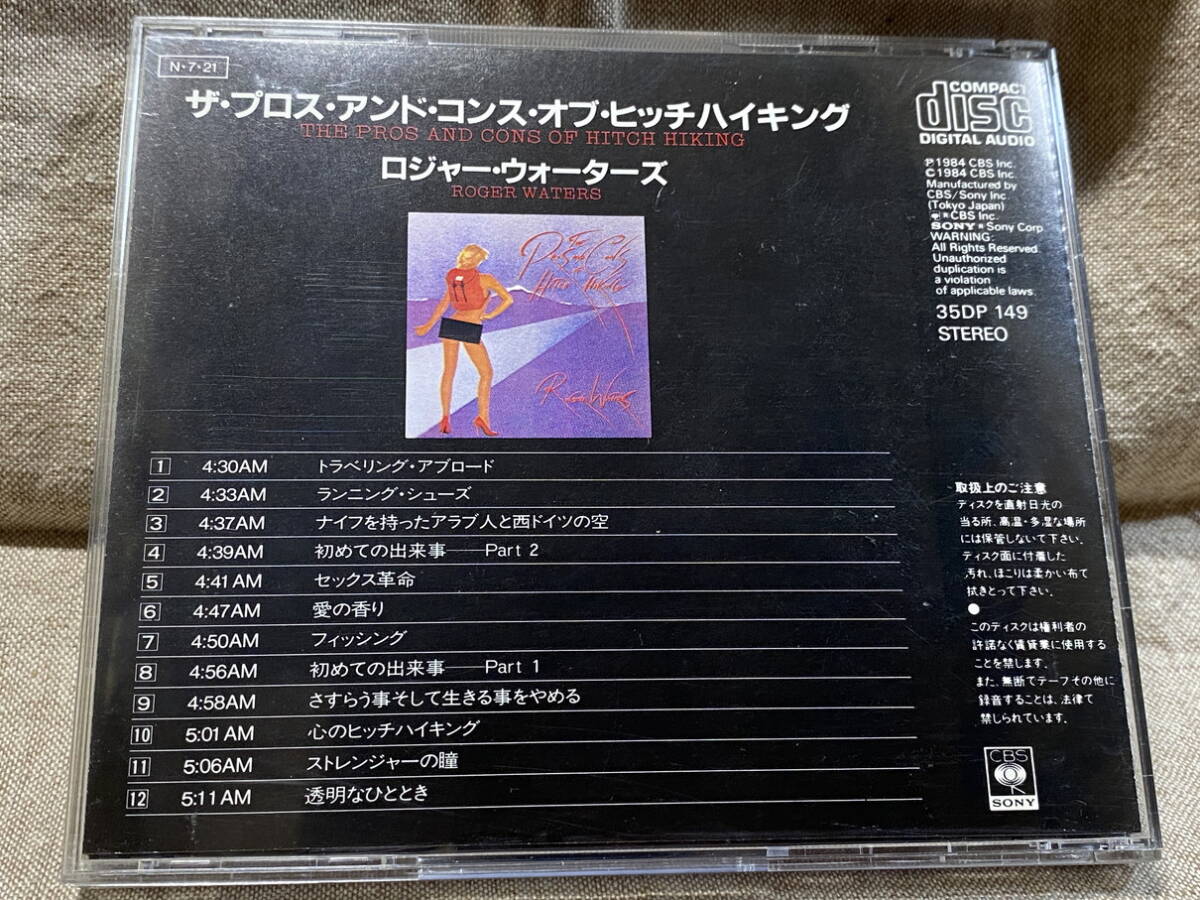 N・7・21
ザ・プロス・アンド・コンス・オブ・ヒッチハイキング
THE PROS AND CONS OF HITCH HIKING
ロジャー・ウォーターズ
ROGER WATERS
COMPACT
disc
DIGITAL AUDIO
℗1984 CBS Inc.
©1984 CBS Inc.
Manufactured by
CBS/Sony Inc.
(Tokyo Japan)
CBS Inc.
SONY Sony Corp.
WARNING:
All Rights Reserved.
Unauthorized
duplication is
a violation
of applicable laws.
35DP 149
STEREO
The
Pros and Cons
of
Hitch Hiking
Roger Waters
1 4:30AM トラベリング・アブロード
2 4:33AM ランニング・シューズ
3 4:37AM ナイフを持ったアラブ人と西ドイツの空
4 4:39AM 初めての出来事——Part 2
5 4:41AM セックス革命
6 4:47AM 愛の香り
7 4:50AM フィッシング
8 4:56AM 初めての出来事——Part 1
9 4:58AM さすらう事そして生きる事をやめる
10 5:01AM 心のヒッチハイキング
11 5:06AM ストレンジャーの瞳
12 5:11AM 透明なひととき
取扱上のご注意
ディスクを直射日光の
当る所、高温・多湿な場所
には保管しないで下さい。
ディスク面に付着した
汚れ、ほこりは柔かい布で
拭きとって下さい。
●
このディスクは権利者の
許諾なく賃貸業に使用する
ことを禁します。
また、無断でテープその他に
録音することは、法律で
禁じられています。
CBS
SONY